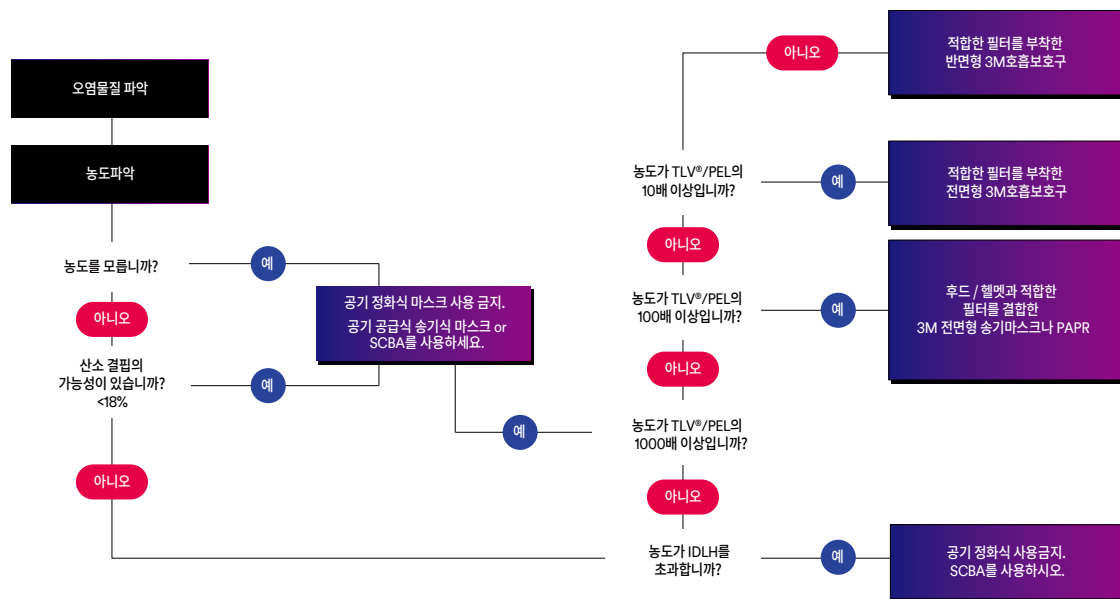 오염물질 파악
농도파악
농도를 모릅니까?
예
아니오
산소 결핍의
가능성이 있습니까?
<18%
예
아니오
공기 정화식 마스크 사용 금지.
공기 공급식 송기식 마스크 or
SCBA를 사용하세요.
예
아니오
적합한 필터를 부착한
반면형 3M호흡보호구
농도가 TLV®/PEL의
10배 이상입니까?
예
적합한 필터를 부착한
전면형 3M호흡보호구
아니오
농도가 TLV®/PEL의
100배 이상입니까?
예
후드 / 헬멧과 적합한
필터를 결합한
3M 전면형 송기마스크나 PAPR
아니오
농도가 TLV®/PEL의
1000배 이상입니까?
아니오
농도가 IDLH를
초과합니까?
예
공기 정화식 사용금지.
SCBA를 사용하시오.